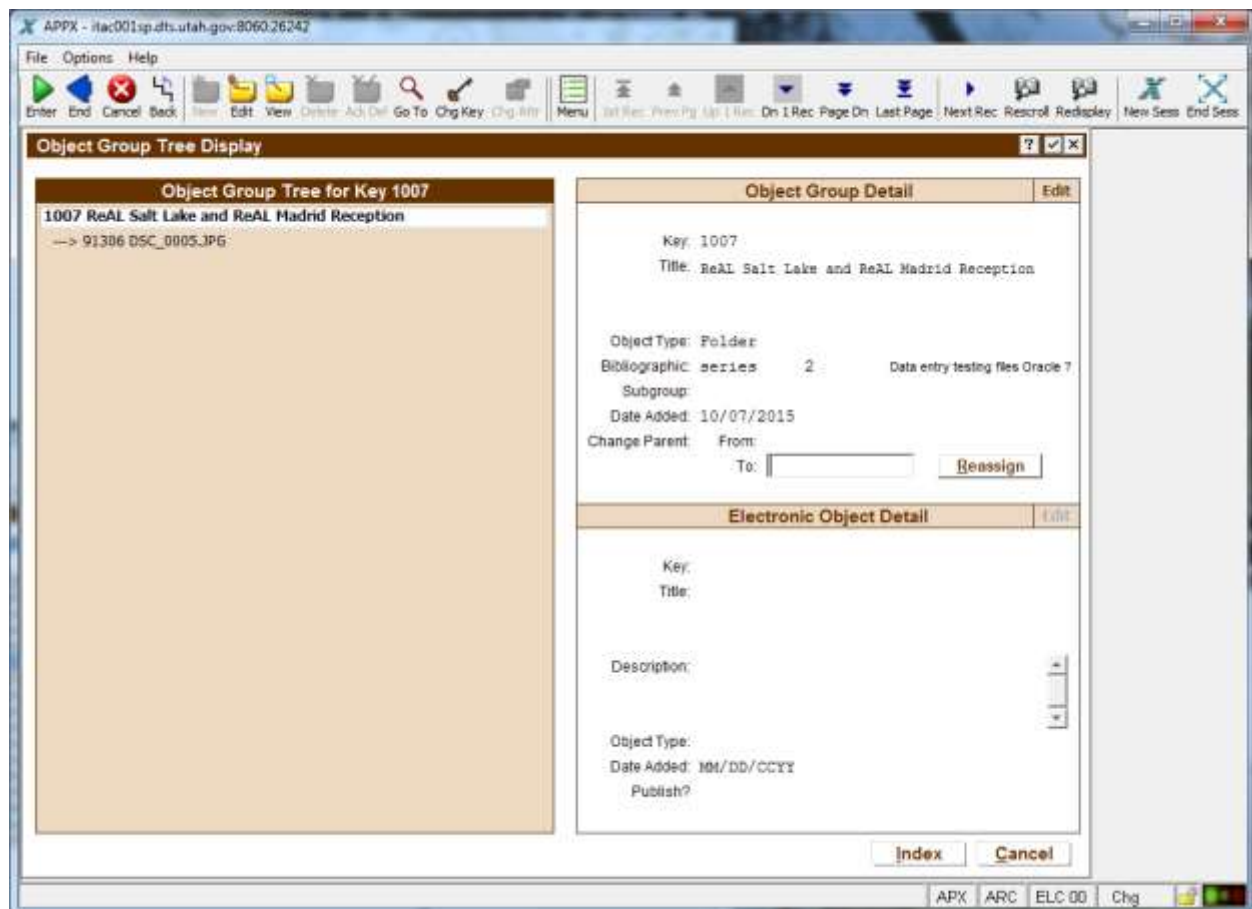 APPX - itac001sp.dts.utah.gov:8060:26242
File Options Help
Enter End Cancel Back New Edit View Delete Ack Del Go To Chg Key Chg Attr Menu 1st Rec Prev Pg Up 1 Rec Dn 1 Rec Page Dn Last Page Next Rec Rescroll Redisplay New Sess End Sess
Object Group Tree Display
Object Group Tree for Key 1007
1007 ReAL Salt Lake and ReAL Madrid Reception
---> 91306 DSC_0005.JPG
Object Group Detail Edit
Key: 1007
Title: ReAL Salt Lake and ReAL Madrid Reception
Object Type: Folder
Bibliographic: series 2 Data entry testing files Oracle ?
Subgroup:
Date Added: 10/07/2015
Change Parent: From:
To: Reassign
Electronic Object Detail Edit
Key:
Title:
Description:
Object Type:
Date Added: MM/DD/CCYY
Publish?
Index Cancel
APX ARC ELC 00 Chg